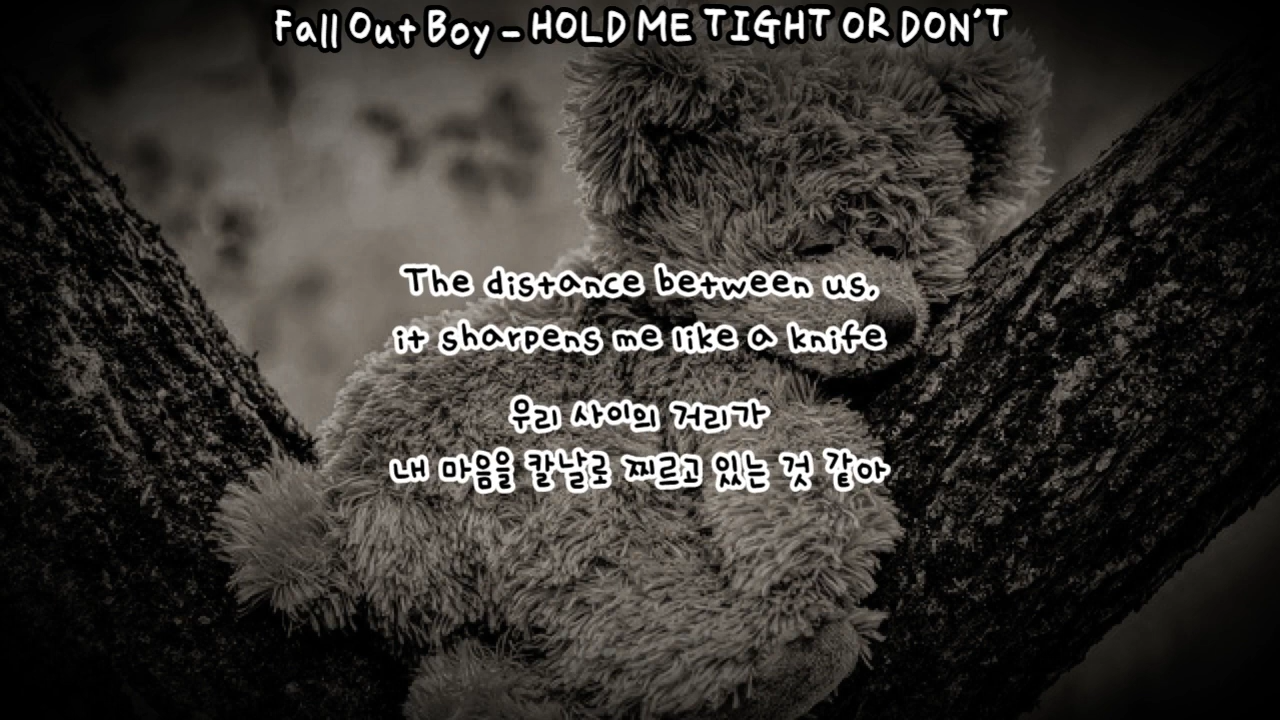 Fall Out Boy - HOLD ME TIGHT OR DON'T
The distance between us,
it sharpens me like a knife
우리 사이의 거리가
내 마음을 칼날로 찌르고 있는 것 같아